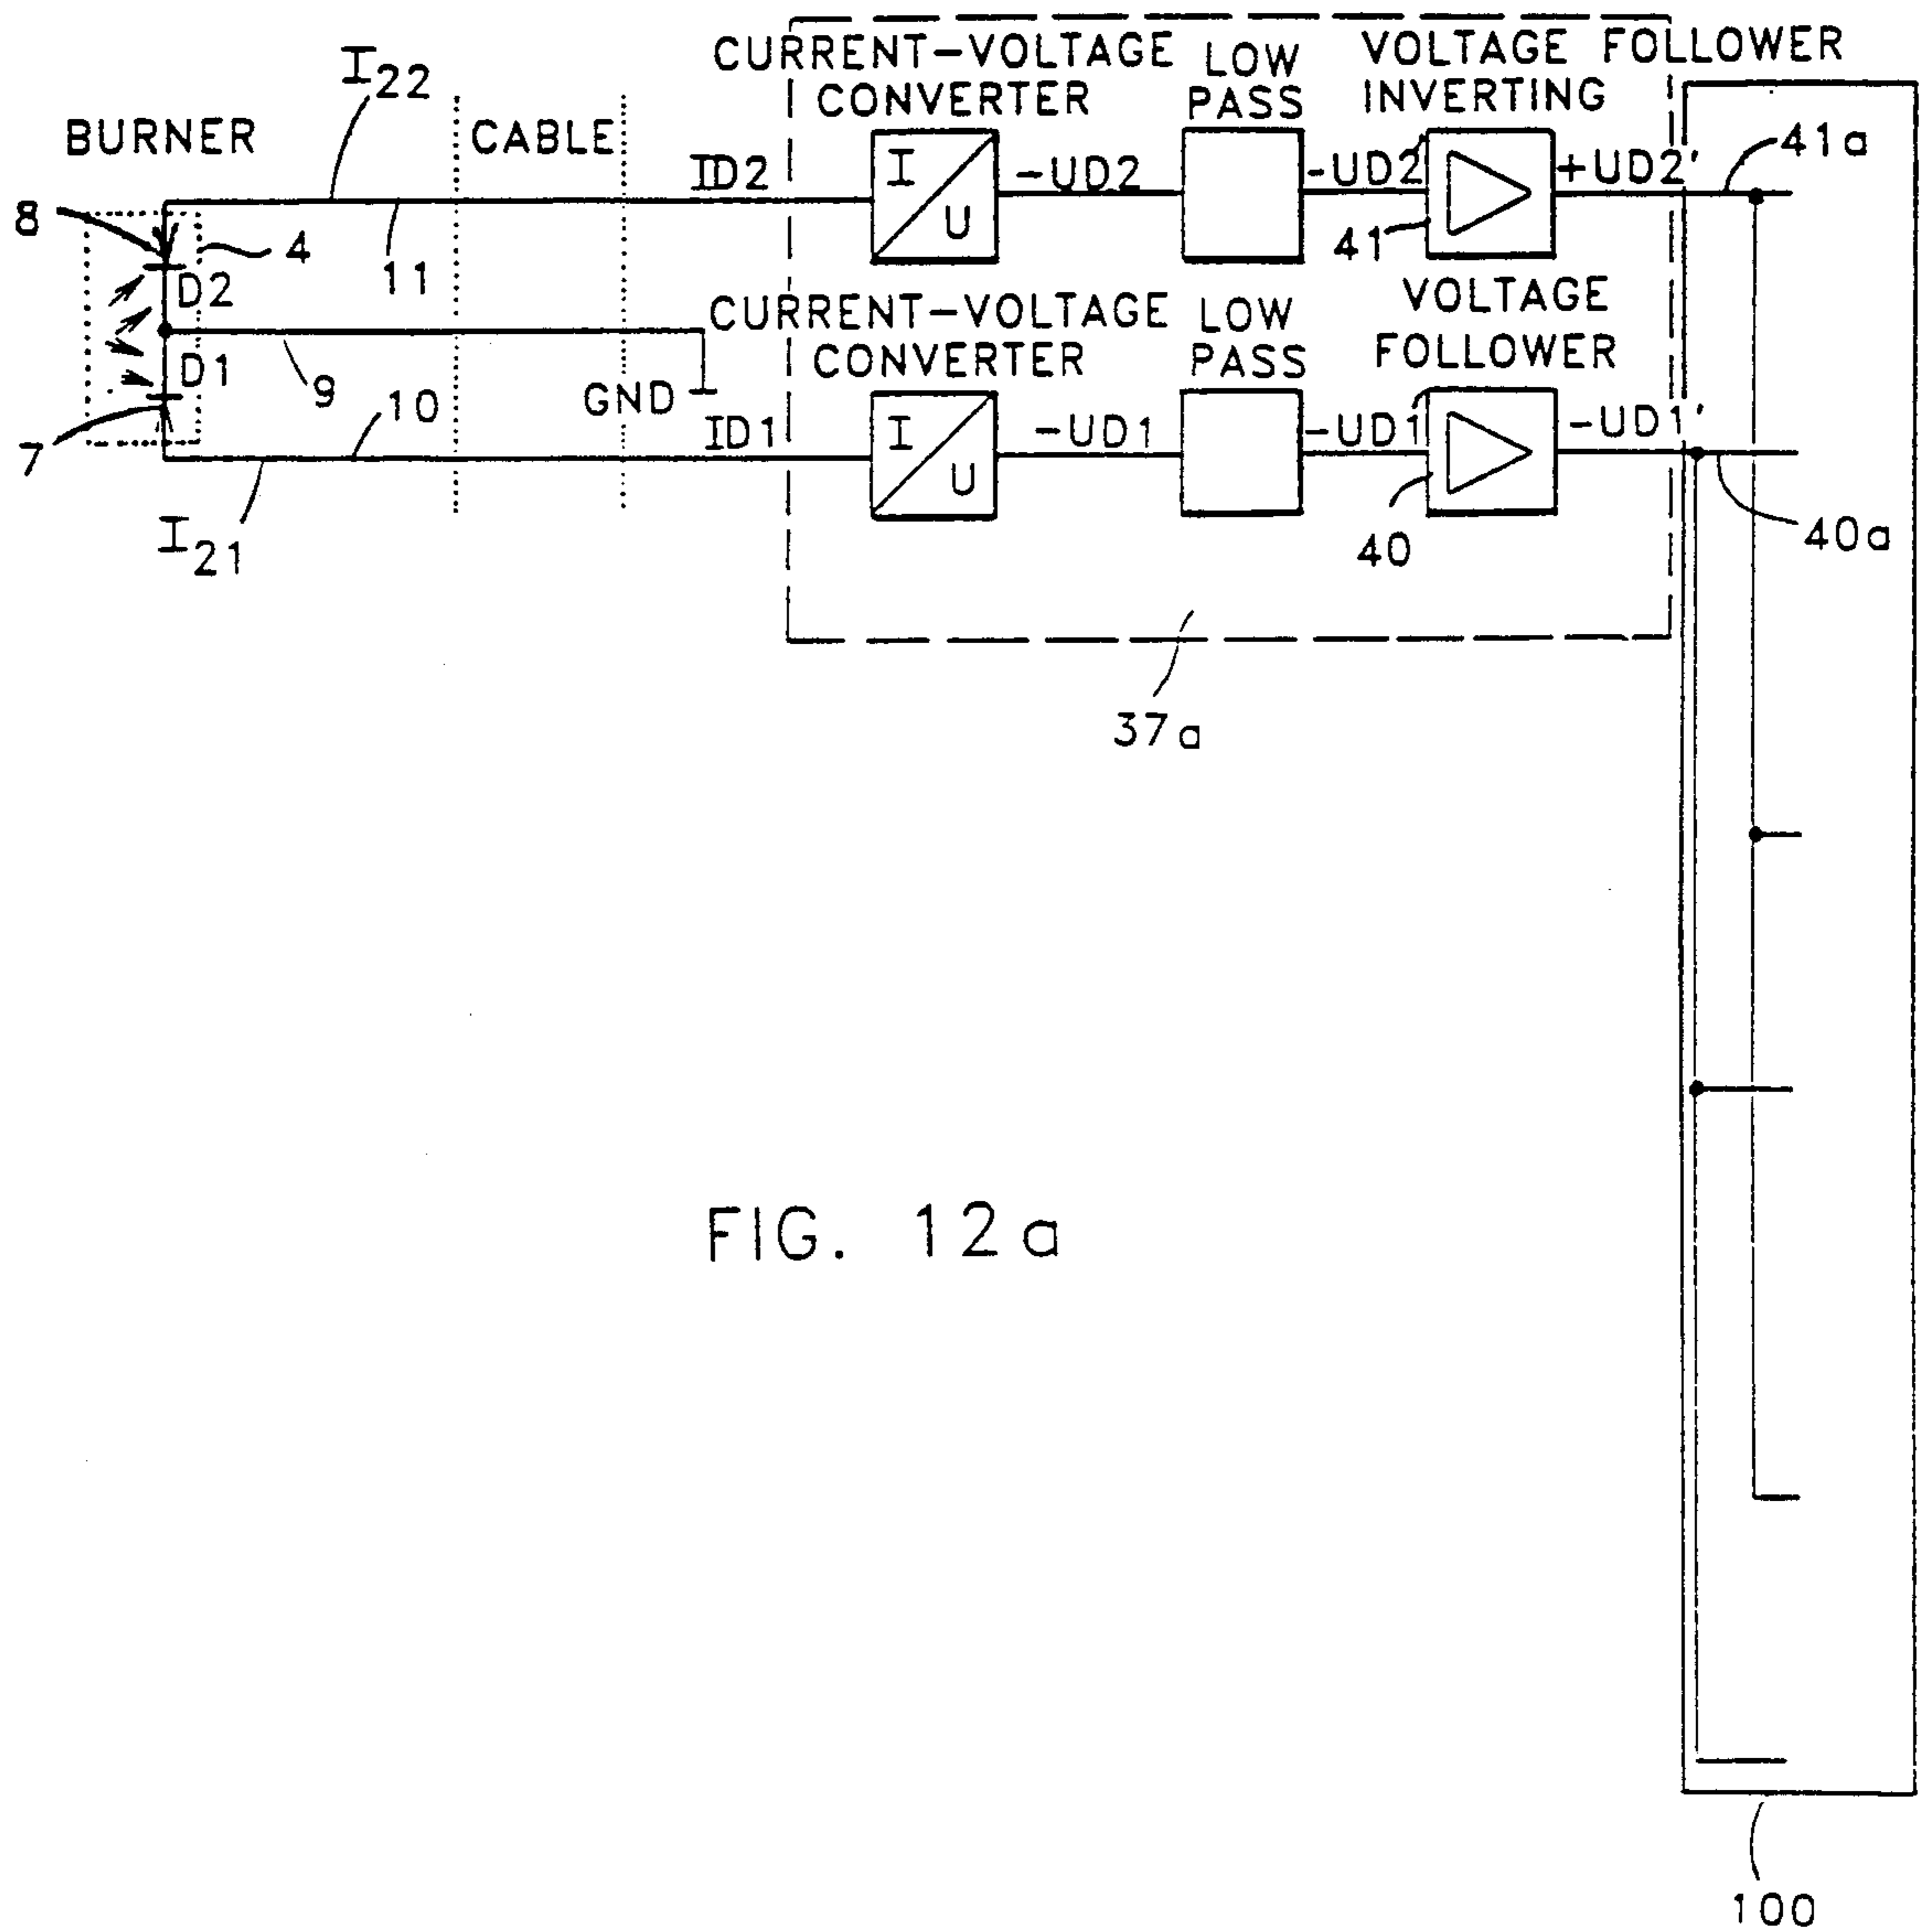 CURRENT-VOLTAGE CONVERTER
LOW PASS
VOLTAGE FOLLOWER INVERTING
I22
BURNER
CABLE
ID2
I
U
-UD2
-UD2'
+UD2'
41a
8
4
11
41
D2
D1
9
10
GND
7
CURRENT-VOLTAGE CONVERTER
LOW PASS
VOLTAGE FOLLOWER
ID1
I
U
-UD1
-UD1'
-UD1'
40
40a
I21
37a
FIG. 12a
100